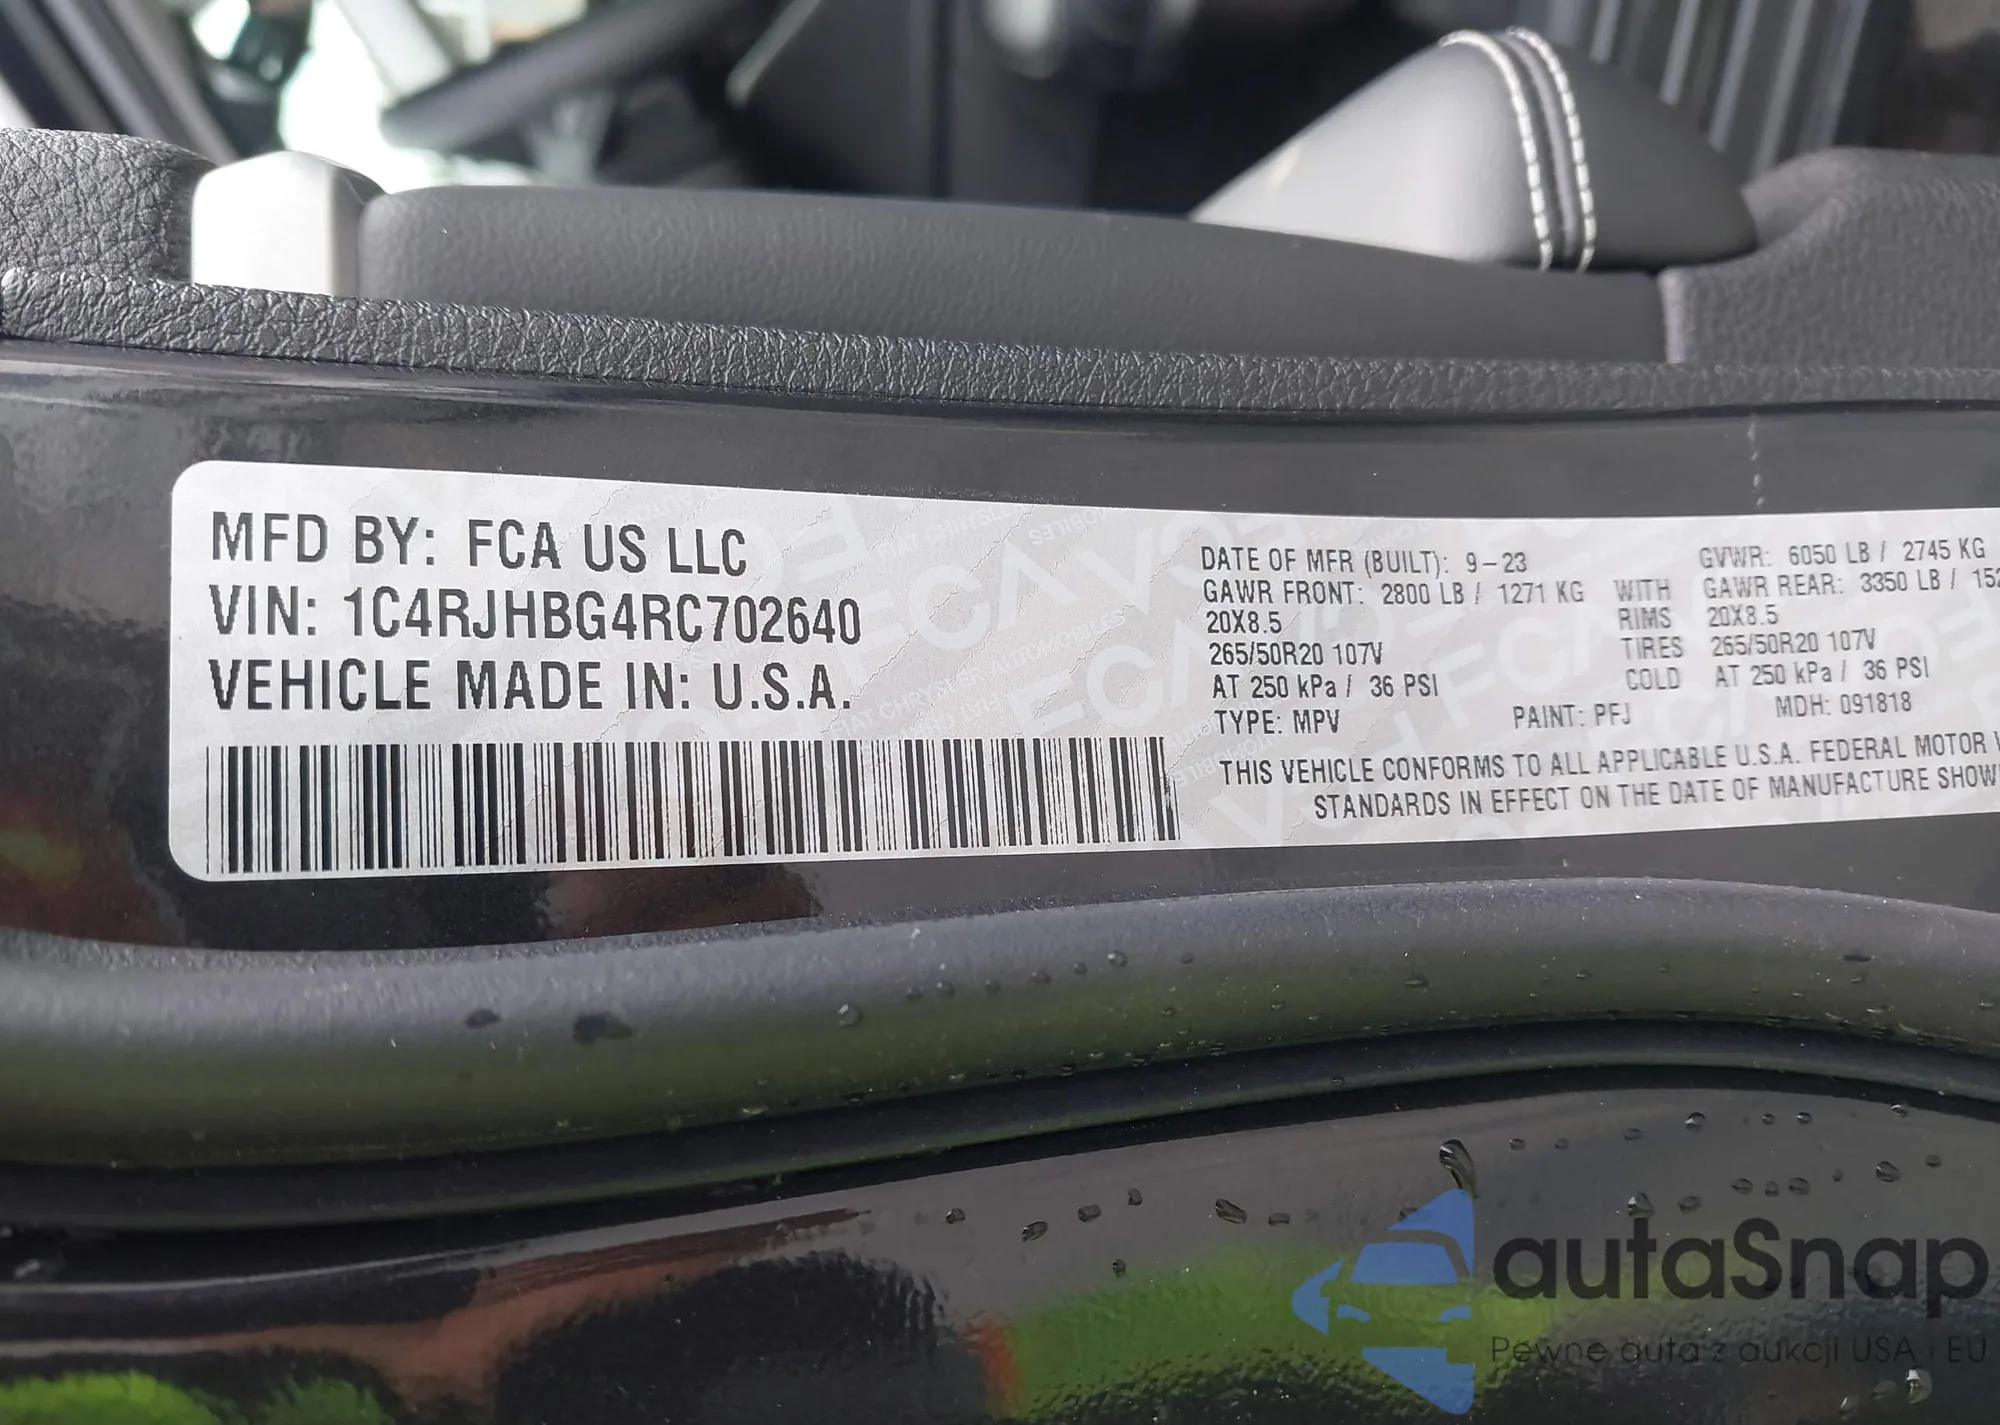 MFD BY: FCA US LLC
VIN: 1C4RJHBG4RC702640
VEHICLE MADE IN: U.S.A.
DATE OF MFR (BUILT): 9-23 GVWR: 6050 LB / 2745 KG
GAWR FRONT: 2800 LB / 1271 KG WITH GAWR REAR: 3350 LB /
20X8.5 RIMS 20X8.5
265/50R20 107V TIRES 265/50R20 107V
AT 250 kPa / 36 PSI COLD AT 250 kPa / 36 PSI
TYPE: MPV PAINT: PFJ MDH: 091818
THIS VEHICLE CONFORMS TO ALL APPLICABLE U.S.A. FEDERAL MOTOR
STANDARDS IN EFFECT ON THE DATE OF MANUFACTURE
autaSnap
Pewne auta z aukcji USA i EU